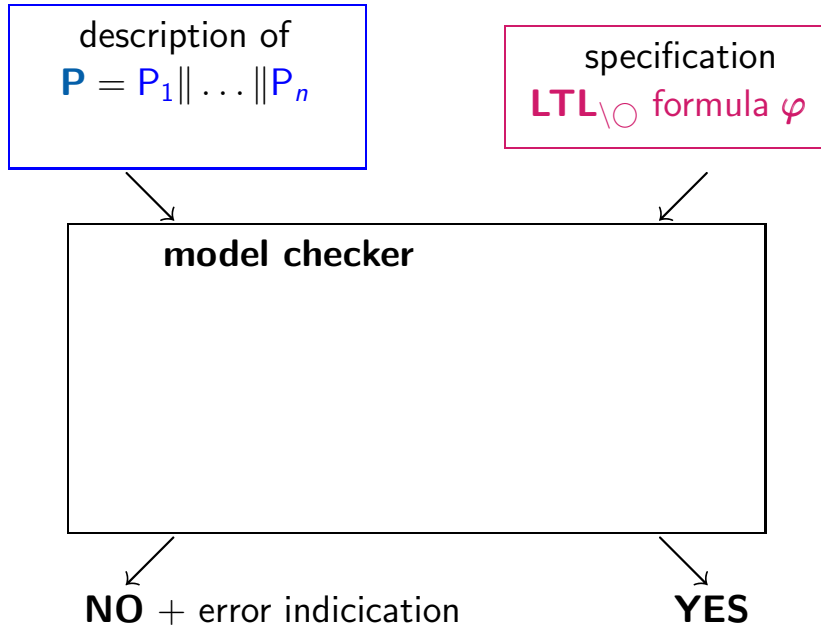 description of
P = P₁‖ . . . ‖Pₙ
specification
LTL\○ formula φ
model checker
NO + error indicication
YES